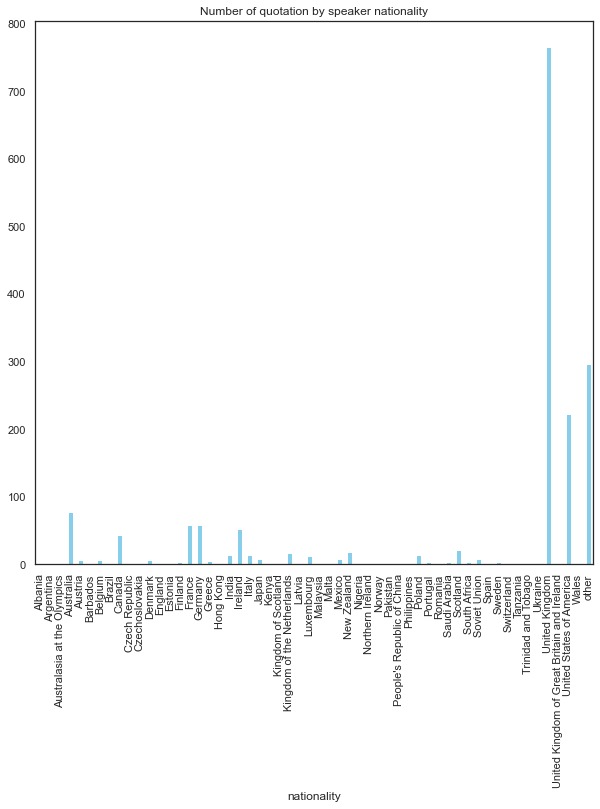 Number of quotation by speaker nationality
800
700
600
500
400
300
200
100
0
Albania
Argentina
Australasia at the Olympics
Australia
Austria
Barbados
Belgium
Brazil
Canada
Czech Republic
Czechoslovakia
Denmark
England
Estonia
Finland
France
Germany
Greece
Hong Kong
India
Ireland
Italy
Japan
Kenya
Kingdom of Scotland
Kingdom of the Netherlands
Latvia
Luxembourg
Malaysia
Malta
Mexico
New Zealand
Nigeria
Northern Ireland
Norway
Pakistan
People's Republic of China
Philippines
Poland
Portugal
Romania
Saudi Arabia
Scotland
South Africa
Soviet Union
Spain
Sweden
Switzerland
Tanzania
Trinidad and Tobago
Ukraine
United Kingdom
United Kingdom of Great Britain and Ireland
United States of America
Wales
other
nationality